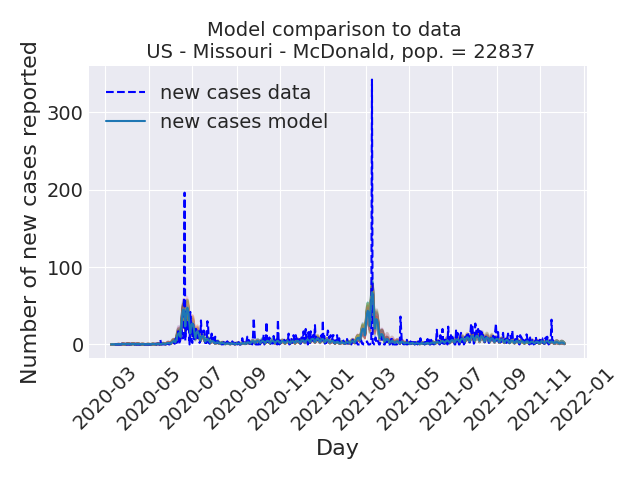 Model comparison to data
US - Missouri - McDonald, pop. = 22837
Number of new cases reported
300
200
100
0
new cases data
new cases model
2020-03
2020-05
2020-07
2020-09
2020-11
2021-01
2021-03
2021-05
2021-07
2021-09
2021-11
2022-01
Day